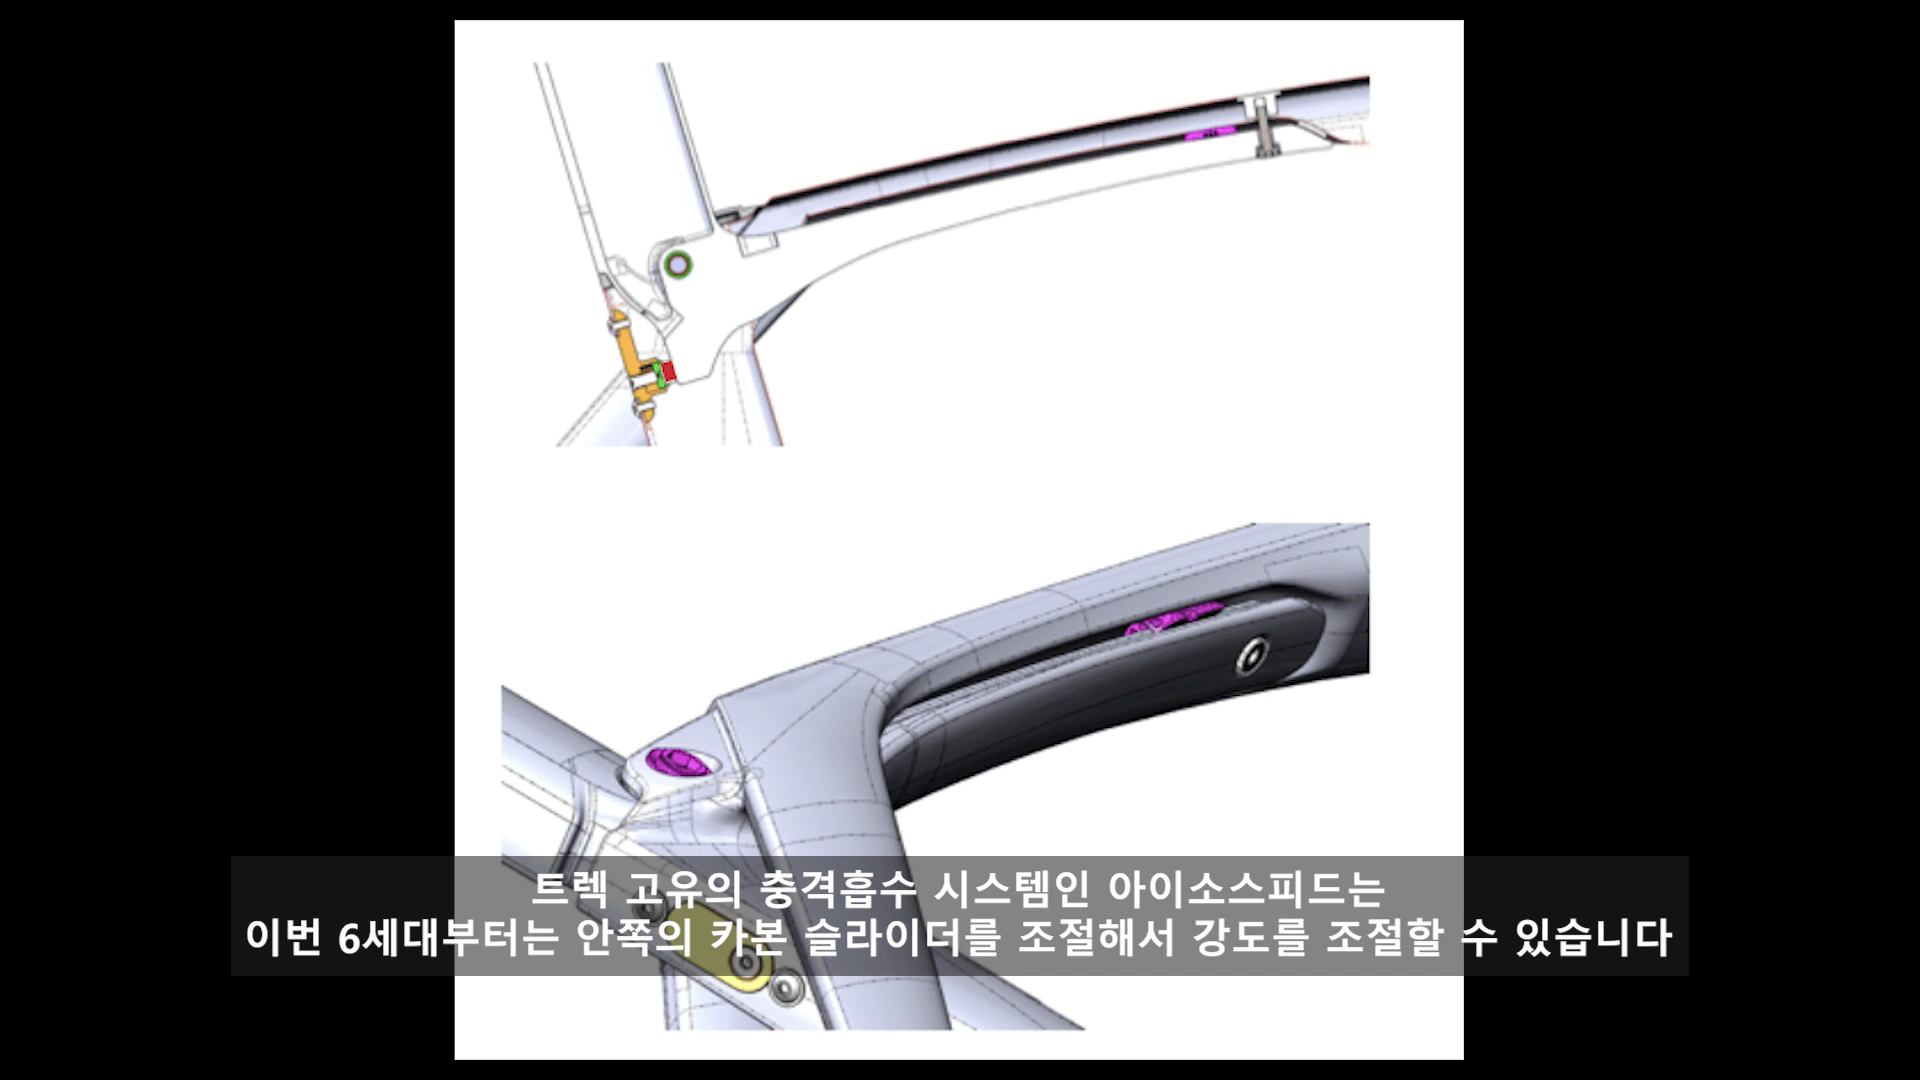 트렉 고유의 충격흡수 시스템인 아이소스피드는
이번 6세대부터는 안쪽의 카본 슬라이더를 조절해서 강도를 조절할 수 있습니다